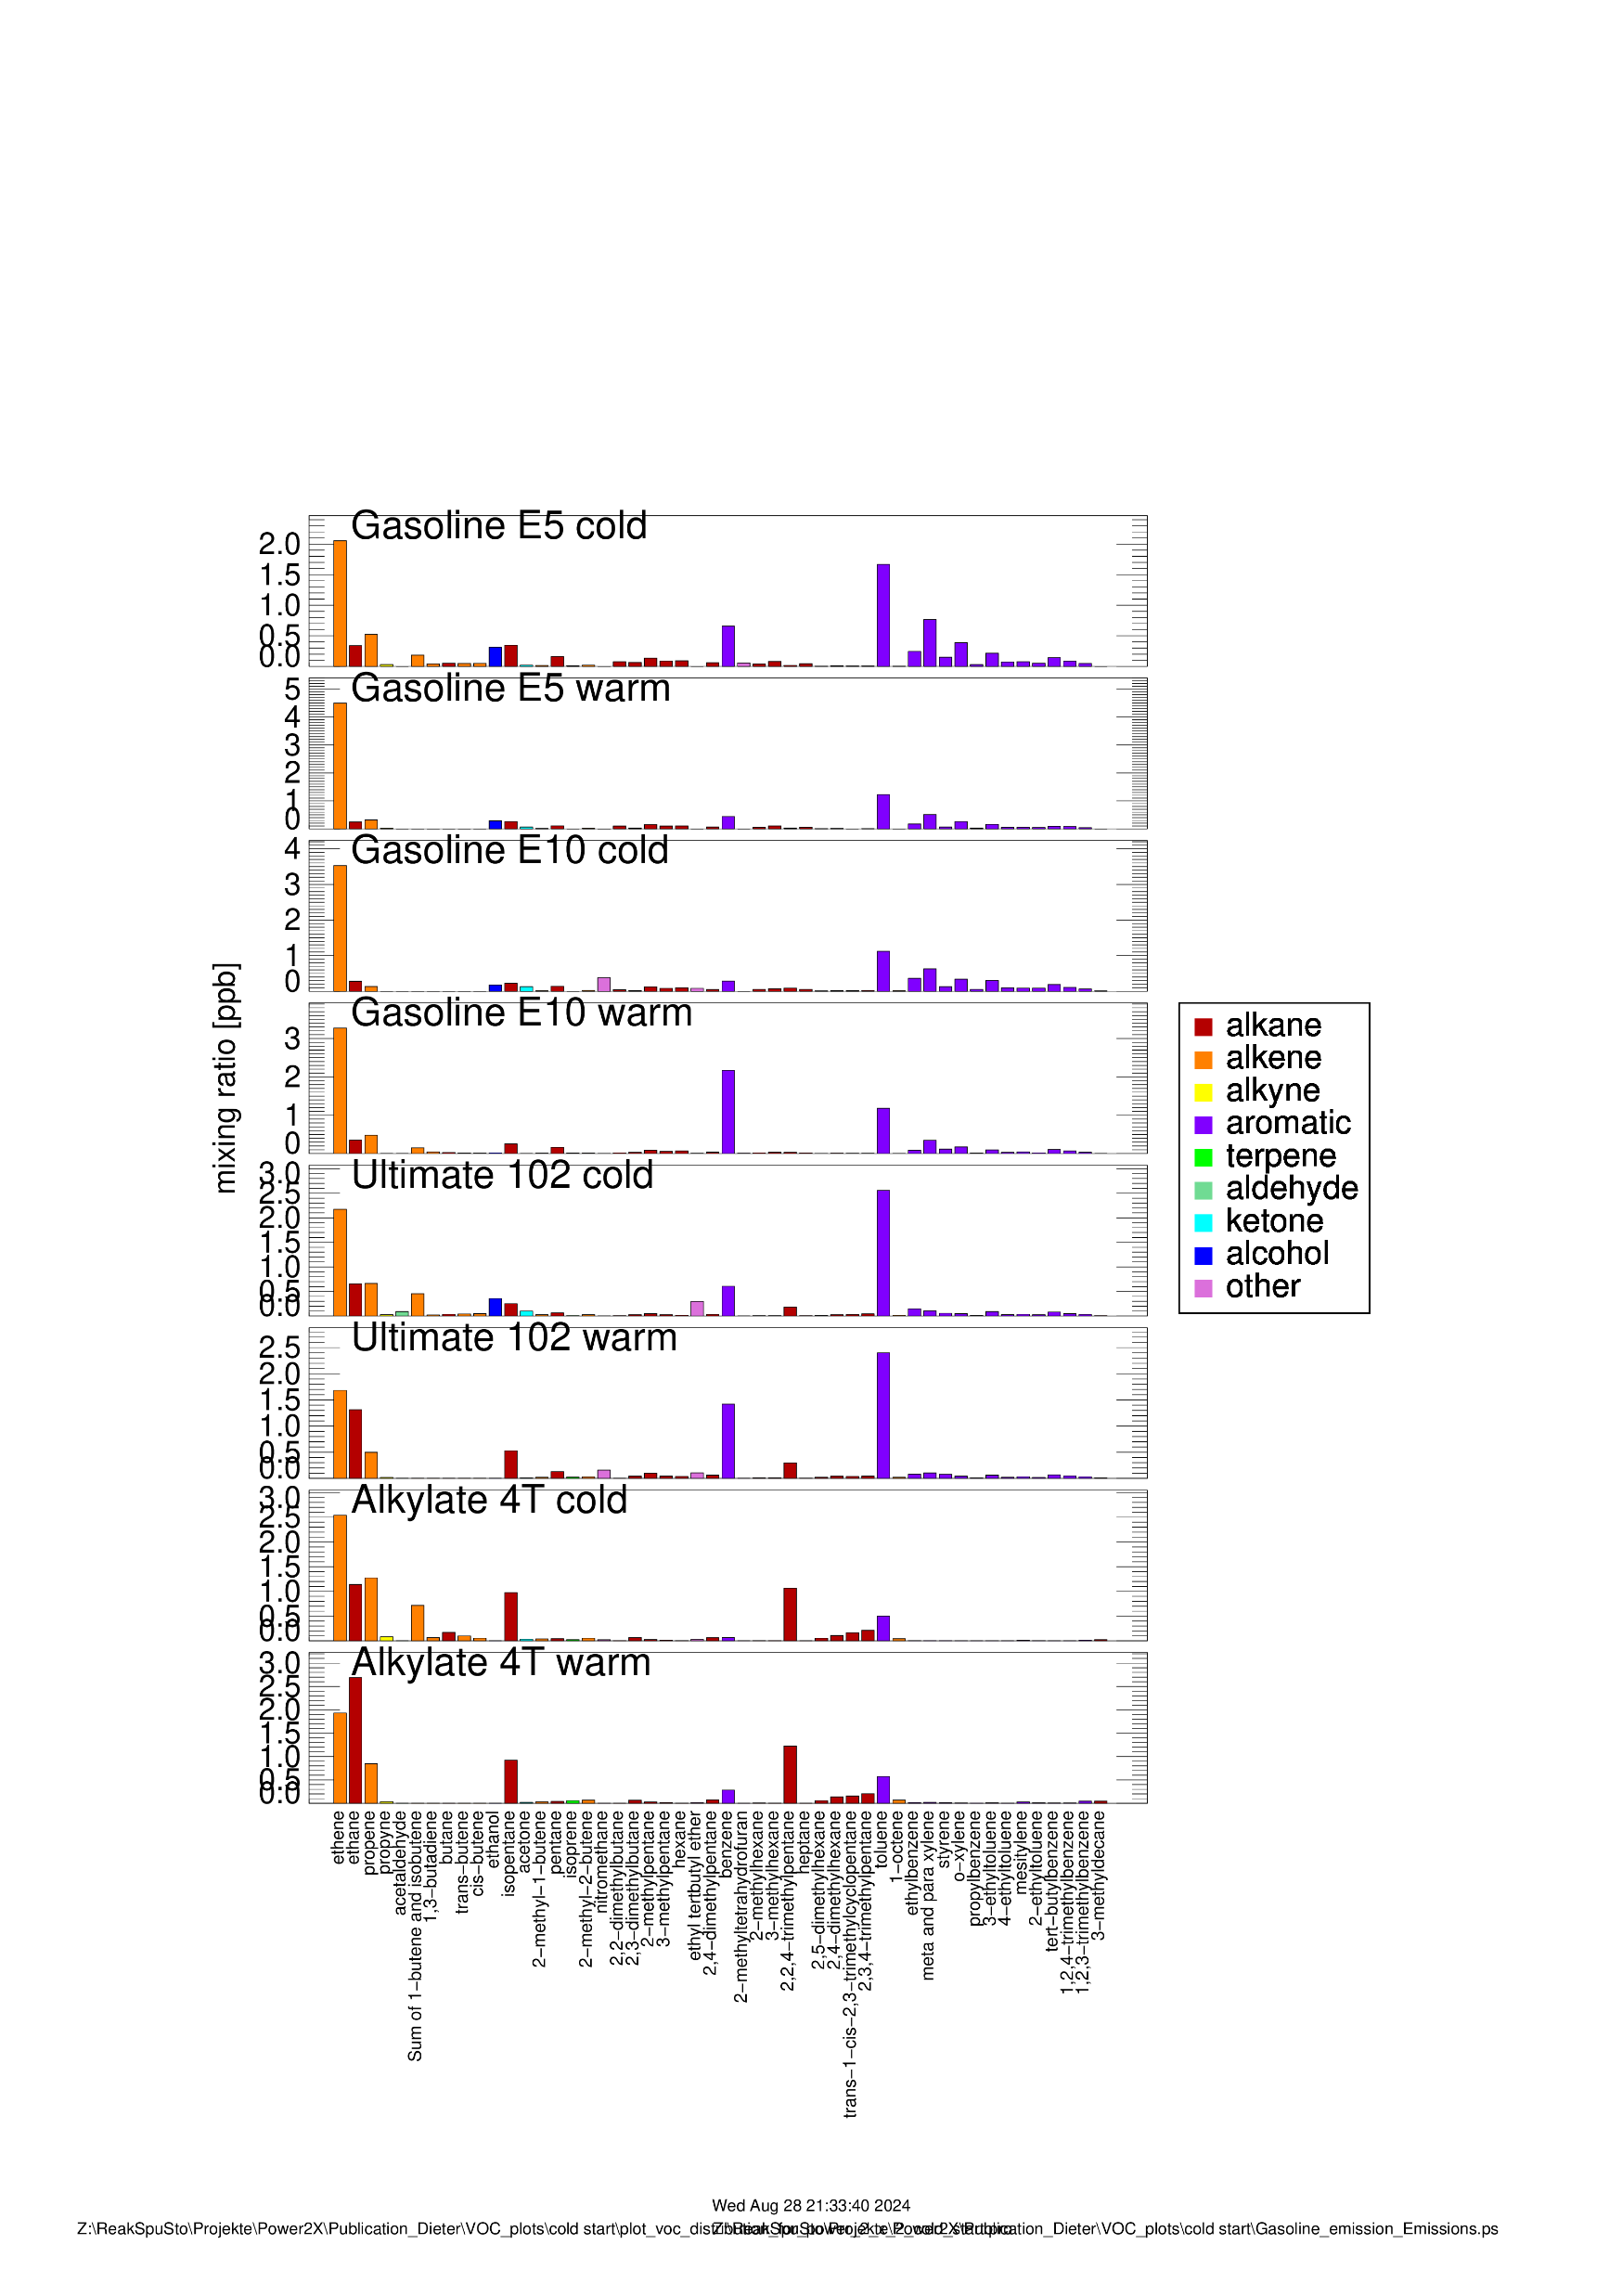 Gasoline E5 cold
2.0
1.5
1.0
0.5
0.0
Gasoline E5 warm
5
4
3
2
1
0
Gasoline E10 cold
4
3
2
1
0
Gasoline E10 warm
3
2
1
0
Ultimate 102 cold
3.0
2.5
2.0
1.5
1.0
0.5
0.0
Ultimate 102 warm
2.5
2.0
1.5
1.0
0.5
0.0
Alkylate 4T cold
3.0
2.5
2.0
1.5
1.0
0.5
0.0
Alkylate 4T warm
3.0
2.5
2.0
1.5
1.0
0.5
0.0
mixing ratio [ppb]
alkane
alkene
alkyne
aromatic
terpene
aldehyde
ketone
alcohol
other
ethene
ethane
propene
propyne
acetaldehyde
Sum of 1−butene and isobutene
1,3−butadiene
butane
trans−butene
cis−butene
ethanol
isopentane
acetone
2−methyl−1−butene
pentane
isoprene
2−methyl−2−butene
nitromethane
2,2−dimethylbutane
2,3−dimethylbutane
2−methylpentane
3−methylpentane
hexane
ethyl tertbutyl ether
2,4−dimethylpentane
benzene
2−methyltetrahydrofuran
2−methylhexane
3−methylhexane
2,2,4−trimethylpentane
heptane
2,5−dimethylhexane
2,4−dimethylhexane
trans−1−cis−2,3−trimethylcyclopentane
2,3,4−trimethylpentane
toluene
1−octene
ethylbenzene
meta and para xylene
styrene
o−xylene
propylbenzene
3−ethyltoluene
4−ethyltoluene
mesitylene
2−ethyltoluene
tert−butylbenzene
1,2,4−trimethylbenzene
1,2,3−trimethylbenzene
3−methyldecane
Wed Aug 28 21:33:40 2024
Z:\ReakSpuSto\Projekte\Power2X\Publication_Dieter\VOC_plots\cold start\Gasoline_emission_Emissions.ps